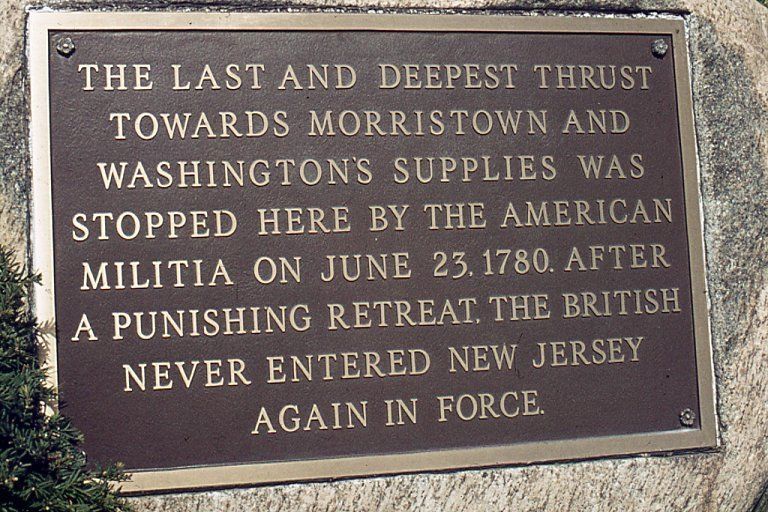 THE LAST AND DEEPEST THRUST
TOWARDS MORRISTOWN AND
WASHINGTON'S SUPPLIES WAS
STOPPED HERE BY THE AMERICAN
MILITIA ON JUNE 23, 1780. AFTER
A PUNISHING RETREAT, THE BRITISH
NEVER ENTERED NEW JERSEY
AGAIN IN FORCE.